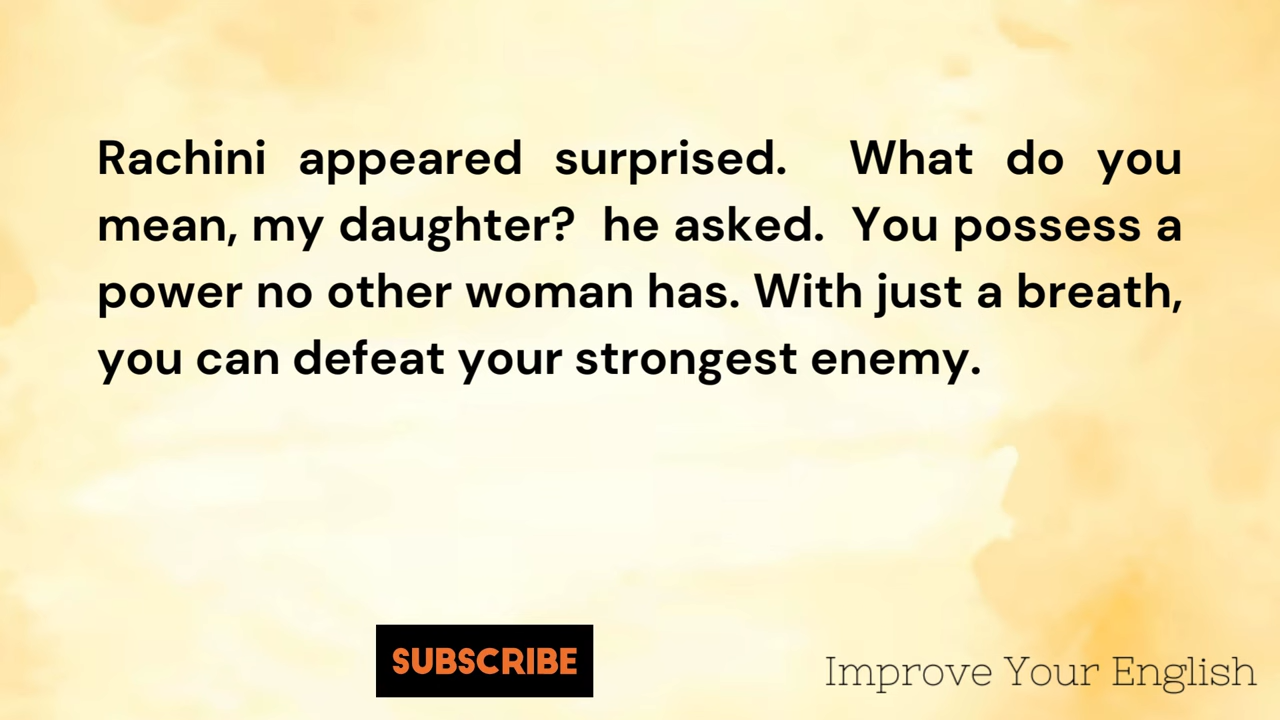 Rachini appeared surprised. What do you
mean, my daughter? he asked. You possess a
power no other woman has. With just a breath,
you can defeat your strongest enemy.
SUBSCRIBE
Improve Your English